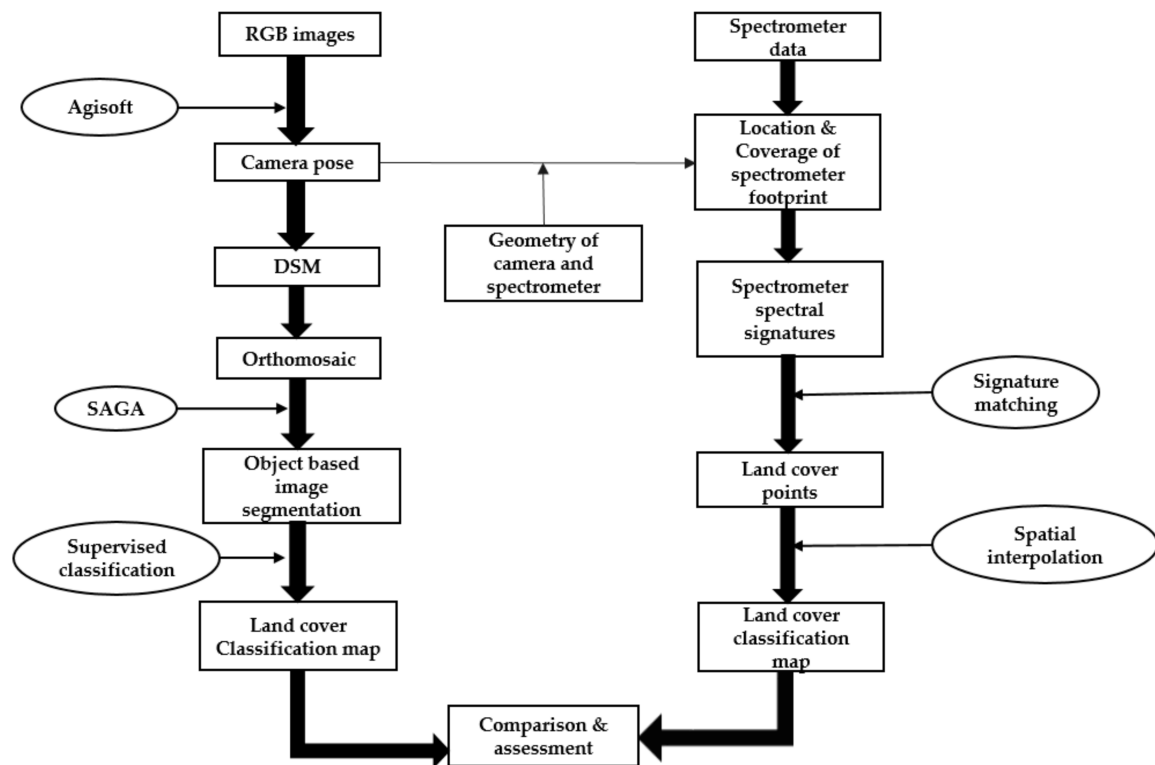 RGB images
Spectrometer
data
Agisoft
Location &
Coverage of
spectrometer
footprint
Camera pose
Geometry of
camera and
spectrometer
DSM
Spectrometer
spectral
signatures
Orthomosaic
SAGA
Signature
matching
Object based
image
segmentation
Land cover
points
Supervised
classification
Spatial
interpolation
Land cover
Classification map
Land cover
classification
map
Comparison &
assessment